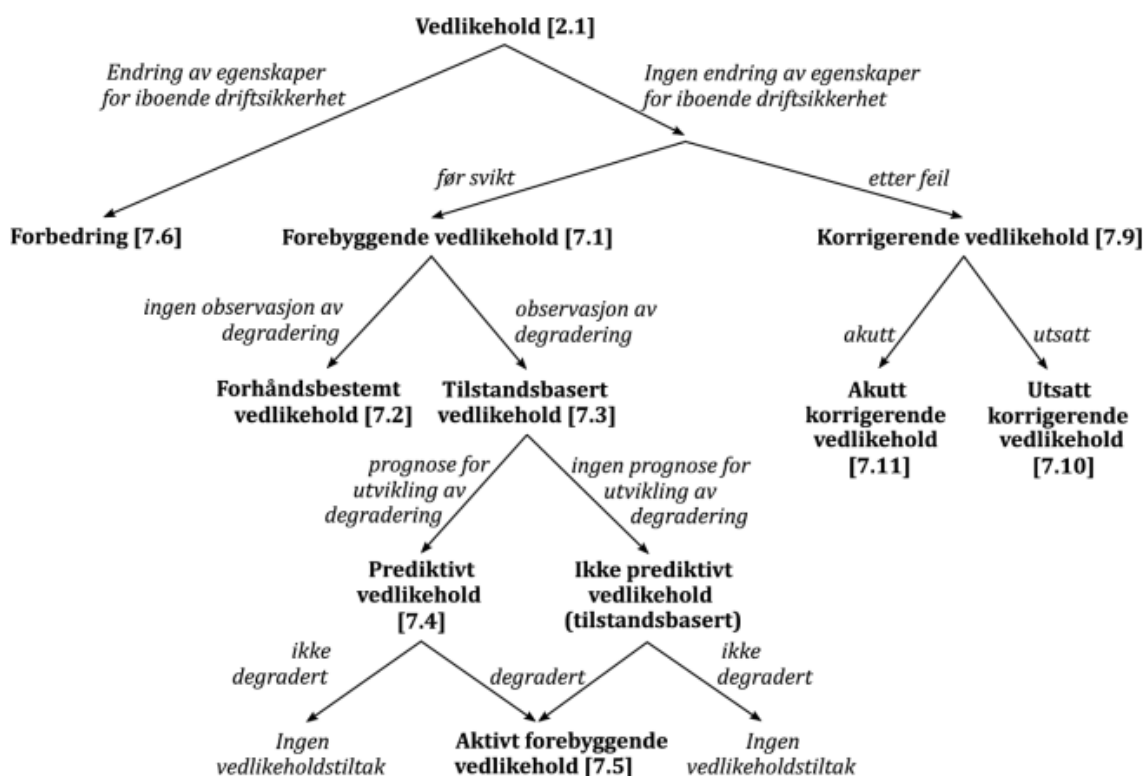 Vedlikehold [2.1]
Endring av egenskaper
for iboende driftsikkerhet
Ingen endring av egenskaper
for iboende driftsikkerhet
før svikt
etter feil
Forbedring [7.6]
Forebyggende vedlikehold [7.1]
Korrigerende vedlikehold [7.9]
ingen observasjon av
degradering
observasjon av
degradering
akutt
utsatt
Forhåndsbestemt
vedlikehold [7.2]
Tilstandsbasert
vedlikehold [7.3]
Akutt
korrigerende
vedlikehold
[7.11]
Utsatt
korrigerende
vedlikehold
[7.10]
prognose for
utvikling av
degradering
ingen prognose for
utvikling av
degradering
Prediktivt
vedlikehold
[7.4]
Ikke prediktivt
vedlikehold
(tilstandsbasert)
ikke
degradert
degradert
ikke
degradert
Ingen
vedlikeholdstiltak
Aktivt forebyggende
vedlikehold [7.5]
Ingen
vedlikeholdstiltak